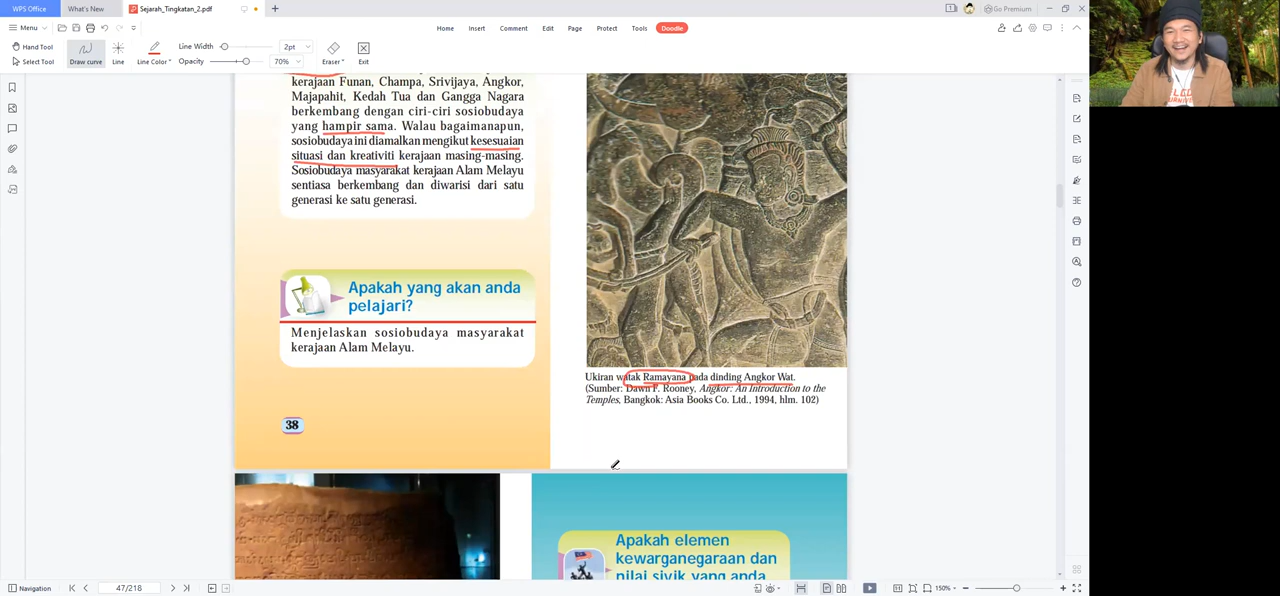 WPS Office
What's New
Sejarah_Tingkatan_2.pdf
Go Premium
Menu
Home
Insert
Comment
Edit
Page
Protect
Tools
Doodle
Hand Tool
Select Tool
Draw curve
Line
Line Color
Line Width
2pt
Opacity
70%
Eraser
Exit
kerajaan Funan, Champa, Srivijaya, Angkor,
Majapahit, Kedah Tua dan Gangga Nagara
berkembang dengan ciri-ciri sosiobudaya
yang hampir sama. Walau bagaimanapun,
sosiobudaya ini diamalkan mengikut kesesuaian
situasi dan kreativiti kerajaan masing-masing.
Sosiobudaya masyarakat kerajaan Alam Melayu
sentiasa berkembang dan diwarisi dari satu
generasi ke satu generasi.
Apakah yang akan anda
pelajari?
Menjelaskan sosiobudaya masyarakat
kerajaan Alam Melayu.
38
Ukiran watak Ramayana pada dinding Angkor Wat.
(Sumber: Dawn F. Rooney, Angkor: An Introduction to the
Temples, Bangkok: Asia Books Co. Ltd., 1994, hlm. 102)
Apakah elemen
kewarganegaraan dan
nilai sivik yang anda
Navigation
47/218
150%